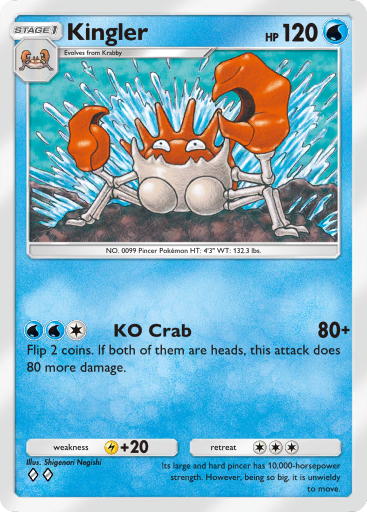 STAGE 1 Kingler HP 120
Evolves from Krabby
NO. 0099 Pincer Pokémon HT: 4'3" WT: 132.3 lbs.
KO Crab 80+
Flip 2 coins. If both of them are heads, this attack does
80 more damage.
weakness +20 retreat
Illus. Shigenori Negishi
Its large and hard pincer has 10,000-horsepower
strength. However, being so big, it is unwieldy
to move.